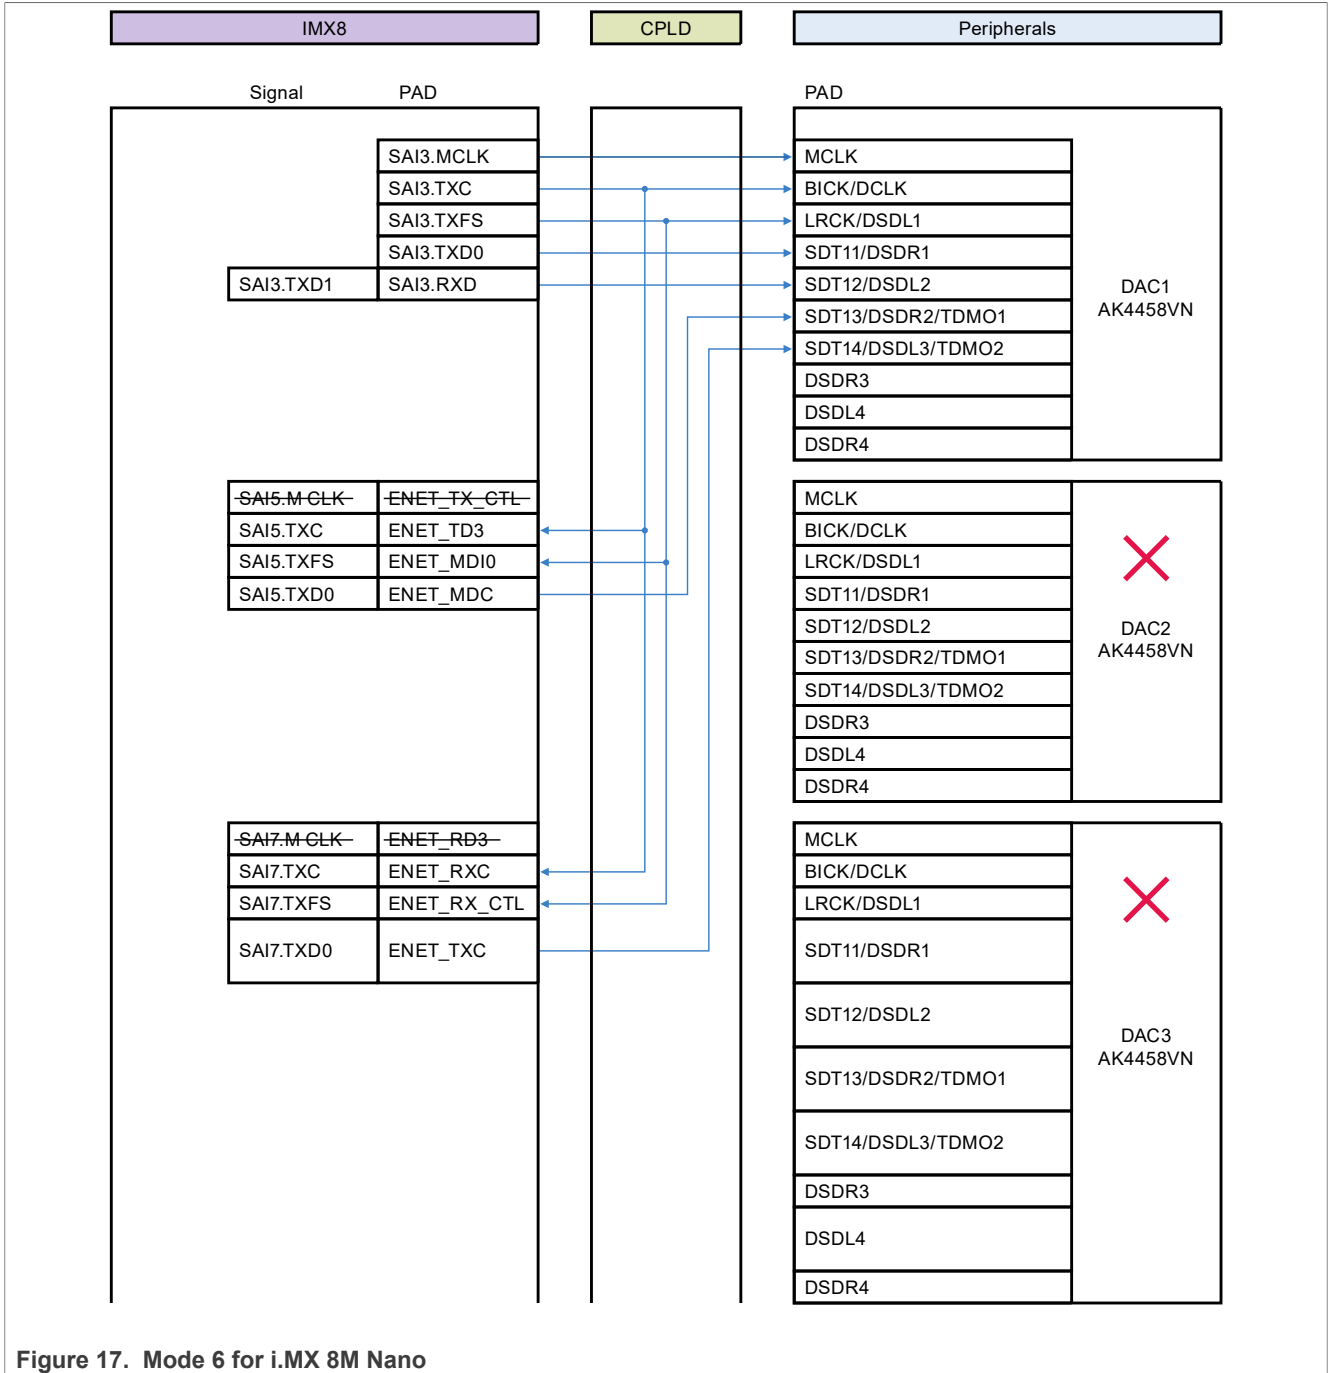 IMX8 CPLD Peripherals
Signal PAD PAD
SAI3.MCLK MCLK
SAI3.TXC BICK/DCLK
SAI3.TXFS LRCK/DSDL1
SAI3.TXD0 SDT11/DSDR1
SAI3.TXD1 SAI3.RXD SDT12/DSDL2
DAC1
AK4458VN
SDT13/DSDR2/TDMO1
SDT14/DSDL3/TDMO2
DSDR3
DSDL4
DSDR4
SAI5.MCLK ENET_TX_CTL MCLK
SAI5.TXC ENET_TD3 BICK/DCLK
SAI5.TXFS ENET_MDI0 LRCK/DSDL1
SAI5.TXD0 ENET_MDC SDT11/DSDR1
SDT12/DSDL2
DAC2
AK4458VN
SDT13/DSDR2/TDMO1
SDT14/DSDL3/TDMO2
DSDR3
DSDL4
DSDR4
SAI7.MCLK ENET_RD3 MCLK
SAI7.TXC ENET_RXC BICK/DCLK
SAI7.TXFS ENET_RX_CTL LRCK/DSDL1
SAI7.TXD0 ENET_TXC SDT11/DSDR1
SDT12/DSDL2
DAC3
AK4458VN
SDT13/DSDR2/TDMO1
SDT14/DSDL3/TDMO2
DSDR3
DSDL4
DSDR4
Figure 17. Mode 6 for i.MX 8M Nano